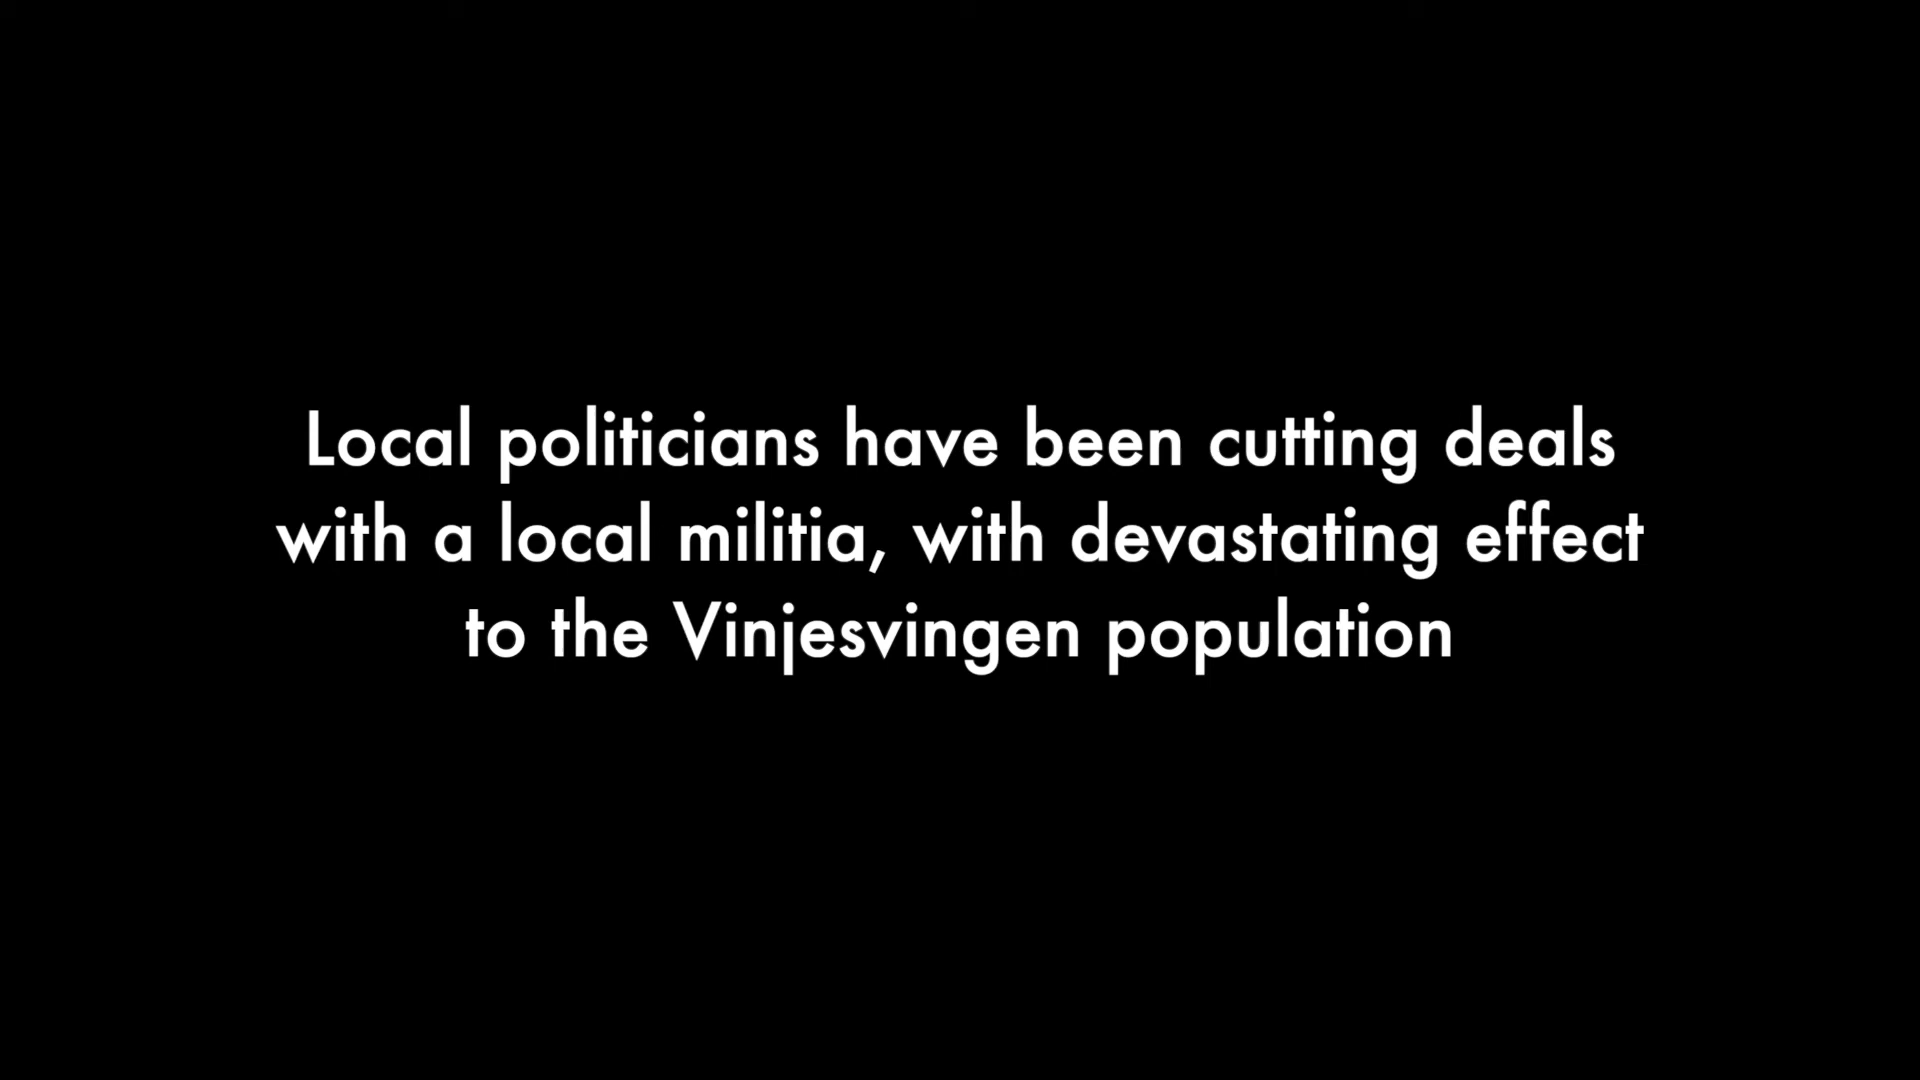 Local politicians have been cutting deals
with a local militia, with devastating effect
to the Vinjesvingen population